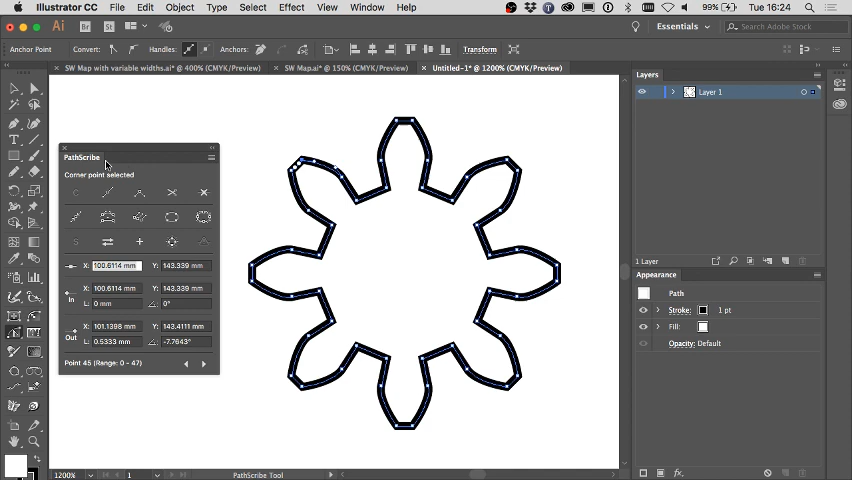 Illustrator CC File Edit Object Type Select Effect View Window Help
99% Tue 16:24
Ai Br St Essentials Search Adobe Stock
Anchor Point Convert: Handles: Anchors: Transform
SW Map with variable widths.ai* @ 400% (CMYK/Preview) SW Map.ai* @ 150% (CMYK/Preview) Untitled-1* @ 1200% (CMYK/Preview)
Layers
Layer 1
PathScribe
Corner point selected
X: 100.6114 mm Y: 143.339 mm
In
100.6114 mm Y: 143.339 mm
L: 0 mm 0°
Out
101.1398 mm 143.4111 mm
L: 0.5333 mm -7.7643°
Point 45 (Range: 0 - 47)
1 Layer
Appearance
Path
Stroke: 1 pt
Fill:
Opacity: Default
1200% 1 PathScribe Tool